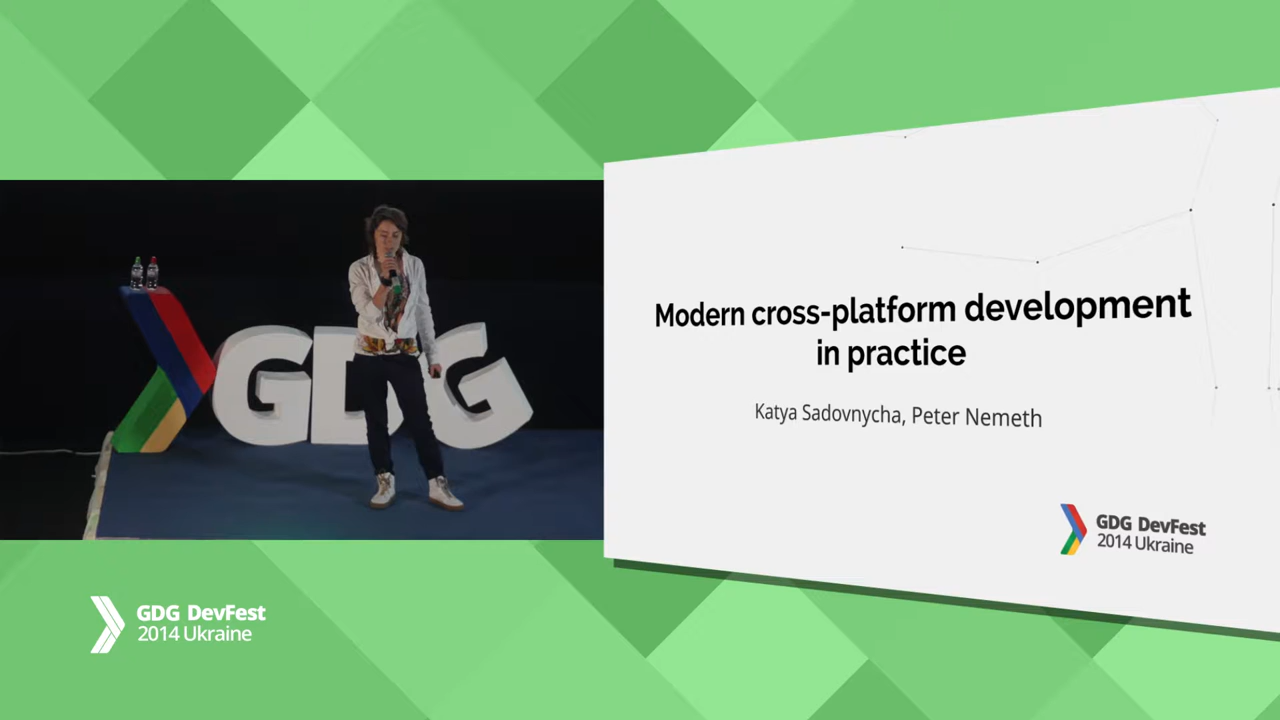 GDG
Modern cross-platform development
in practice
Katya Sadovnycha, Peter Nemeth
GDG DevFest
2014 Ukraine
GDG DevFest
2014 Ukraine